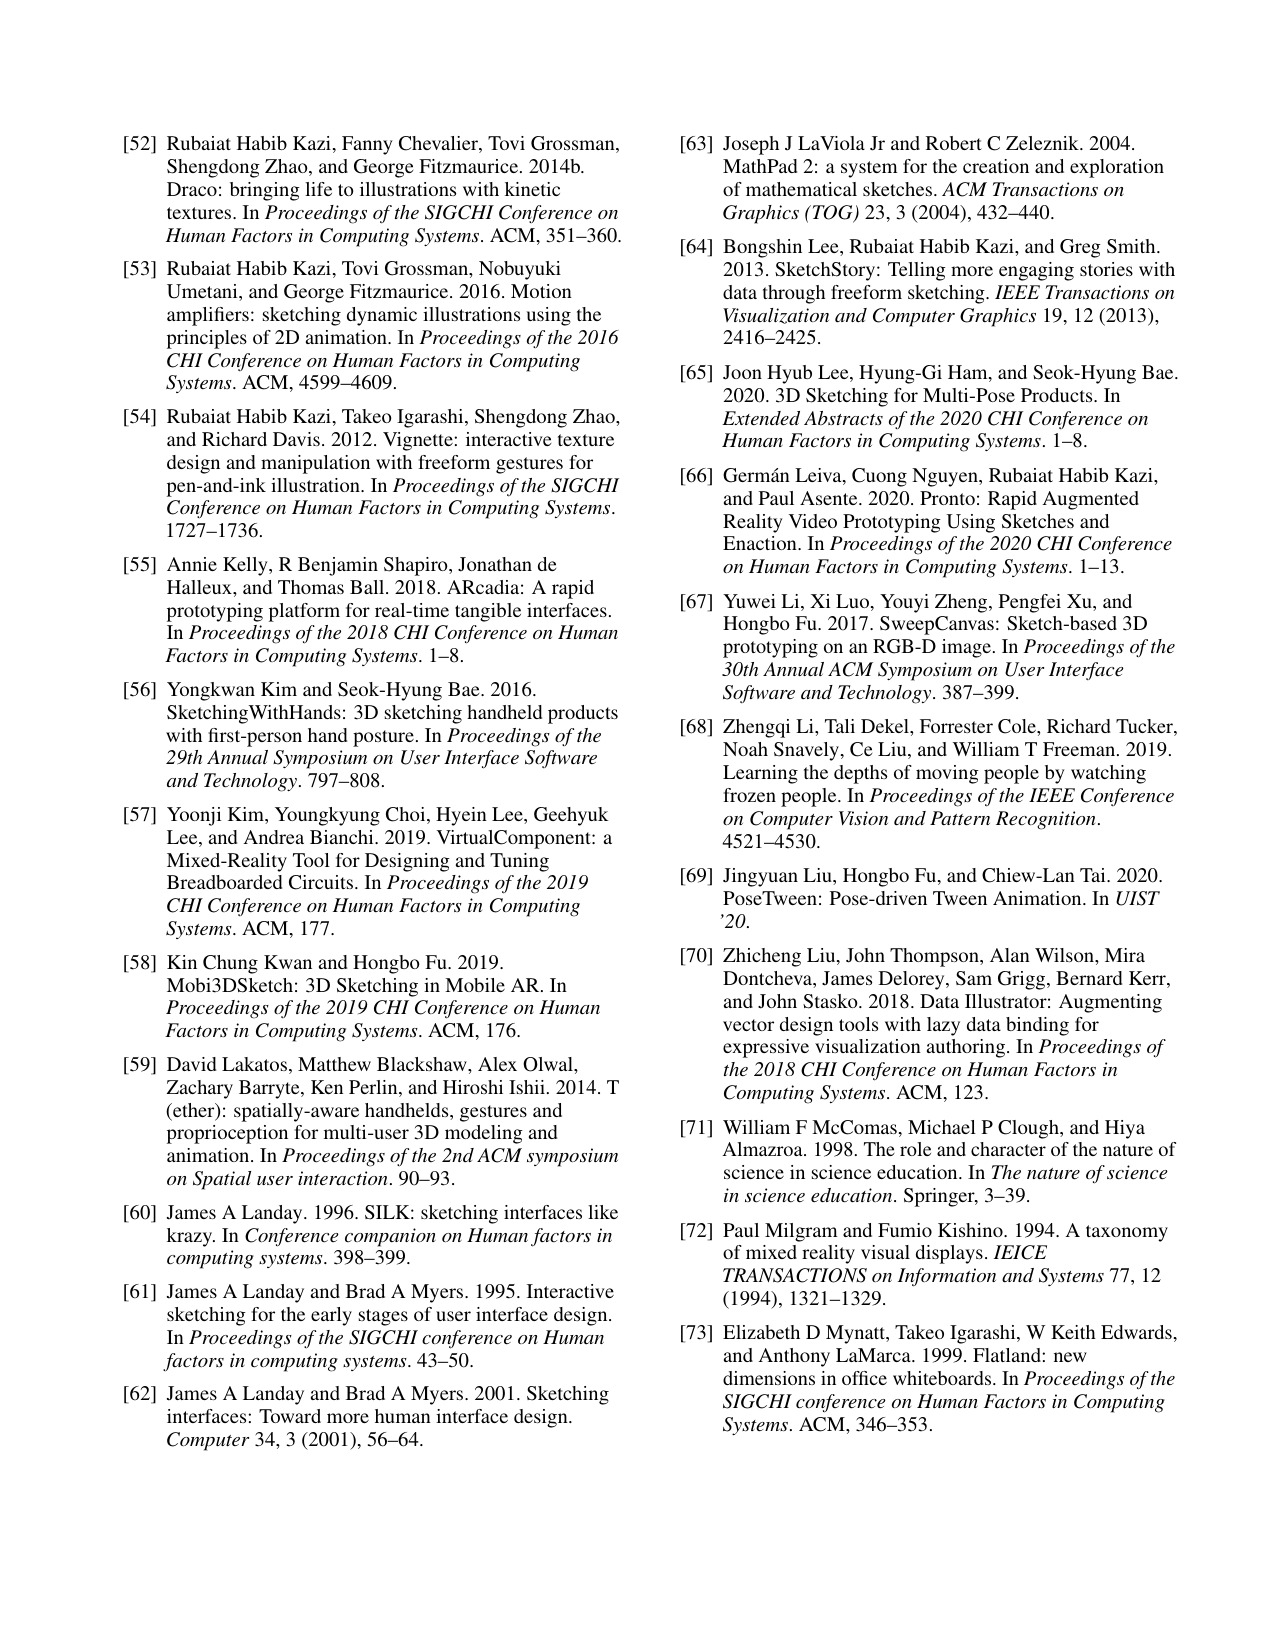 [52] Rubaiat Habib Kazi, Fanny Chevalier, Tovi Grossman,
Shengdong Zhao, and George Fitzmaurice. 2014b.
Draco: bringing life to illustrations with kinetic
textures. In Proceedings of the SIGCHI Conference on
Human Factors in Computing Systems. ACM, 351–360.
[53] Rubaiat Habib Kazi, Tovi Grossman, Nobuyuki
Umetani, and George Fitzmaurice. 2016. Motion
amplifiers: sketching dynamic illustrations using the
principles of 2D animation. In Proceedings of the 2016
CHI Conference on Human Factors in Computing
Systems. ACM, 4599–4609.
[54] Rubaiat Habib Kazi, Takeo Igarashi, Shengdong Zhao,
and Richard Davis. 2012. Vignette: interactive texture
design and manipulation with freeform gestures for
pen-and-ink illustration. In Proceedings of the SIGCHI
Conference on Human Factors in Computing Systems.
1727–1736.
[55] Annie Kelly, R Benjamin Shapiro, Jonathan de
Halleux, and Thomas Ball. 2018. ARcadia: A rapid
prototyping platform for real-time tangible interfaces.
In Proceedings of the 2018 CHI Conference on Human
Factors in Computing Systems. 1–8.
[56] Yongkwan Kim and Seok-Hyung Bae. 2016.
SketchingWithHands: 3D sketching handheld products
with first-person hand posture. In Proceedings of the
29th Annual Symposium on User Interface Software
and Technology. 797–808.
[57] Yoonji Kim, Youngkyung Choi, Hyein Lee, Geehyuk
Lee, and Andrea Bianchi. 2019. VirtualComponent: a
Mixed-Reality Tool for Designing and Tuning
Breadboarded Circuits. In Proceedings of the 2019
CHI Conference on Human Factors in Computing
Systems. ACM, 177.
[58] Kin Chung Kwan and Hongbo Fu. 2019.
Mobi3DSketch: 3D Sketching in Mobile AR. In
Proceedings of the 2019 CHI Conference on Human
Factors in Computing Systems. ACM, 176.
[59] David Lakatos, Matthew Blackshaw, Alex Olwal,
Zachary Barryte, Ken Perlin, and Hiroshi Ishii. 2014. T
(ether): spatially-aware handhelds, gestures and
proprioception for multi-user 3D modeling and
animation. In Proceedings of the 2nd ACM symposium
on Spatial user interaction. 90–93.
[60] James A Landay. 1996. SILK: sketching interfaces like
krazy. In Conference companion on Human factors in
computing systems. 398–399.
[61] James A Landay and Brad A Myers. 1995. Interactive
sketching for the early stages of user interface design.
In Proceedings of the SIGCHI conference on Human
factors in computing systems. 43–50.
[62] James A Landay and Brad A Myers. 2001. Sketching
interfaces: Toward more human interface design.
Computer 34, 3 (2001), 56–64.
[63] Joseph J LaViola Jr and Robert C Zeleznik. 2004.
MathPad 2: a system for the creation and exploration
of mathematical sketches. ACM Transactions on
Graphics (TOG) 23, 3 (2004), 432–440.
[64] Bongshin Lee, Rubaiat Habib Kazi, and Greg Smith.
2013. SketchStory: Telling more engaging stories with
data through freeform sketching. IEEE Transactions on
Visualization and Computer Graphics 19, 12 (2013),
2416–2425.
[65] Joon Hyub Lee, Hyung-Gi Ham, and Seok-Hyung Bae.
2020. 3D Sketching for Multi-Pose Products. In
Extended Abstracts of the 2020 CHI Conference on
Human Factors in Computing Systems. 1–8.
[66] Germán Leiva, Cuong Nguyen, Rubaiat Habib Kazi,
and Paul Asente. 2020. Pronto: Rapid Augmented
Reality Video Prototyping Using Sketches and
Enaction. In Proceedings of the 2020 CHI Conference
on Human Factors in Computing Systems. 1–13.
[67] Yuwei Li, Xi Luo, Youyi Zheng, Pengfei Xu, and
Hongbo Fu. 2017. SweepCanvas: Sketch-based 3D
prototyping on an RGB-D image. In Proceedings of the
30th Annual ACM Symposium on User Interface
Software and Technology. 387–399.
[68] Zhengqi Li, Tali Dekel, Forrester Cole, Richard Tucker,
Noah Snavely, Ce Liu, and William T Freeman. 2019.
Learning the depths of moving people by watching
frozen people. In Proceedings of the IEEE Conference
on Computer Vision and Pattern Recognition.
4521–4530.
[69] Jingyuan Liu, Hongbo Fu, and Chiew-Lan Tai. 2020.
PoseTween: Pose-driven Tween Animation. In UIST
’20.
[70] Zhicheng Liu, John Thompson, Alan Wilson, Mira
Dontcheva, James Delorey, Sam Grigg, Bernard Kerr,
and John Stasko. 2018. Data Illustrator: Augmenting
vector design tools with lazy data binding for
expressive visualization authoring. In Proceedings of
the 2018 CHI Conference on Human Factors in
Computing Systems. ACM, 123.
[71] William F McComas, Michael P Clough, and Hiya
Almazroa. 1998. The role and character of the nature of
science in science education. In The nature of science
in science education. Springer, 3–39.
[72] Paul Milgram and Fumio Kishino. 1994. A taxonomy
of mixed reality visual displays. IEICE
TRANSACTIONS on Information and Systems 77, 12
(1994), 1321–1329.
[73] Elizabeth D Mynatt, Takeo Igarashi, W Keith Edwards,
and Anthony LaMarca. 1999. Flatland: new
dimensions in office whiteboards. In Proceedings of the
SIGCHI conference on Human Factors in Computing
Systems. ACM, 346–353.